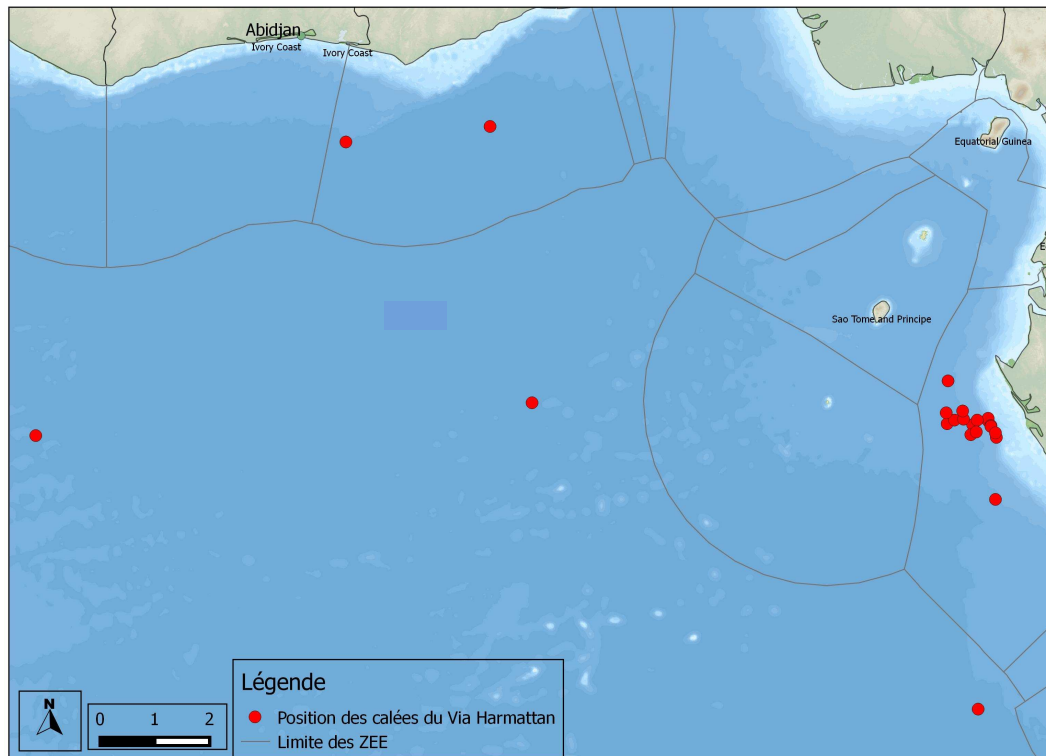 Abidjan
Ivory Coast
Ivory Coast
Equatorial Guinea
E
Sao Tome and Principe
N
0 1 2
Légende
Position des calées du Via Harmattan
Limite des ZEE